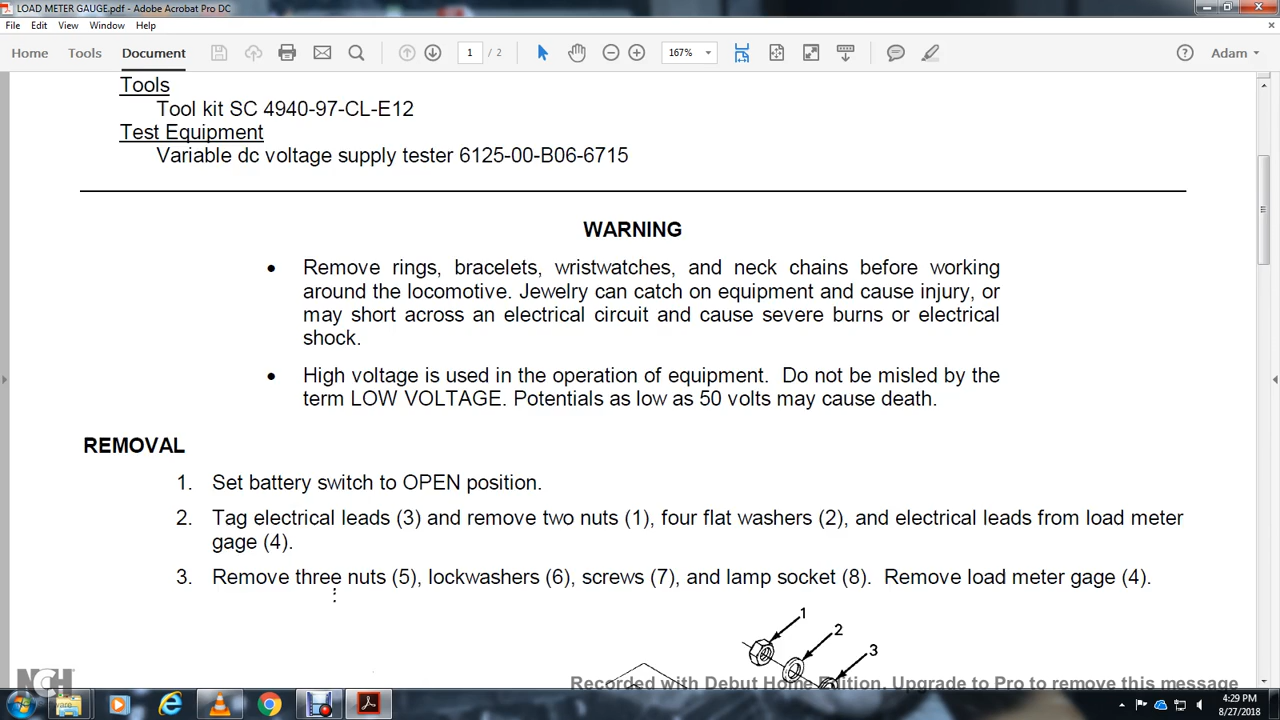 LOAD METER GAUGE.pdf - Adobe Acrobat Pro DC
File Edit View Window Help
Home Tools Document 1 / 2 167% Adam
Tools
Tool kit SC 4940-97-CL-E12
Test Equipment
Variable dc voltage supply tester 6125-00-B06-6715
WARNING
• Remove rings, bracelets, wristwatches, and neck chains before working
around the locomotive. Jewelry can catch on equipment and cause injury, or
may short across an electrical circuit and cause severe burns or electrical
shock.
• High voltage is used in the operation of equipment. Do not be misled by the
term LOW VOLTAGE. Potentials as low as 50 volts may cause death.
REMOVAL
1. Set battery switch to OPEN position.
2. Tag electrical leads (3) and remove two nuts (1), four flat washers (2), and electrical leads from load meter
gage (4).
3. Remove three nuts (5), lockwashers (6), screws (7), and lamp socket (8). Remove load meter gage (4).
1
2
3
NCH
Recorded with Debut Home Edition. Upgrade to Pro to remove this message
4:29 PM
8/27/2018